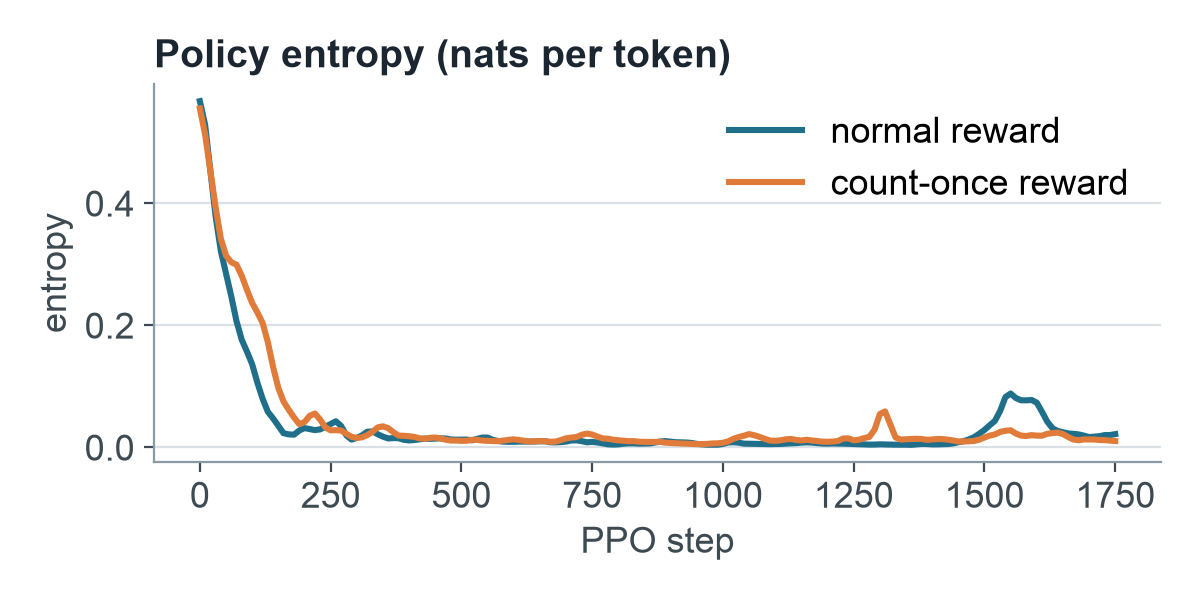 Policy entropy (nats per token)
normal reward
count-once reward
entropy
0.4
0.2
0.0
0 250 500 750 1000 1250 1500 1750
PPO step